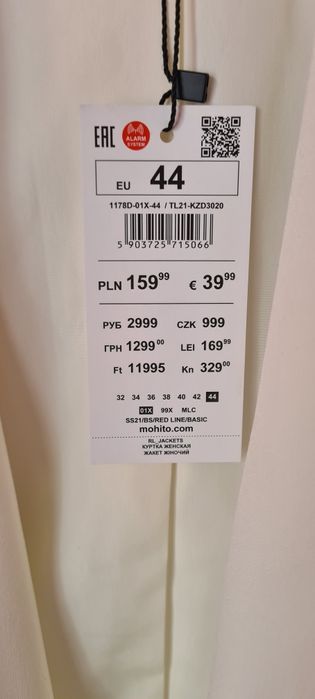 EAC
ALARM
SYSTEM
EU 44
1178D-01X-44 / TL21-KZD3020
5 903725 715066
PLN 159⁹⁹ € 39⁹⁹
РУБ 2999 CZK 999
ГРН 1299⁰⁰ LEI 169⁹⁹
Ft 11995 Kn 329⁰⁰
32 34 36 38 40 42 44
01X 99X MLC
SS21/BS/RED LINE/BASIC
mohito.com
RL_JACKETS
КУРТКА ЖЕНСКАЯ
ЖАКЕТ ЖІНОЧИЙ